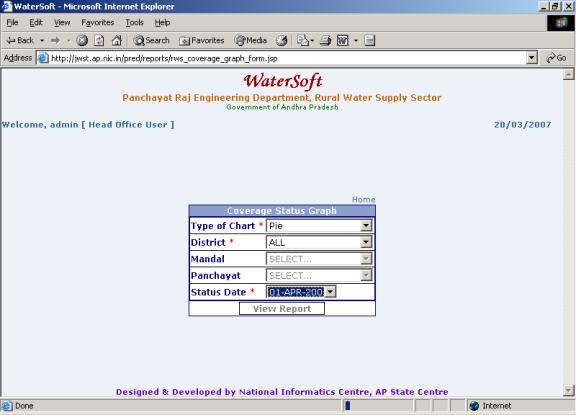 WaterSoft - Microsoft Internet Explorer
File Edit View Favorites Tools Help
Back Search Favorites Media
Address http://jwst.ap.nic.in/pred/reports/rws_coverage_graph_form.jsp Go
WaterSoft
Panchayat Raj Engineering Department, Rural Water Supply Sector
Government of Andhra Pradesh
Welcome, admin [ Head Office User ] 20/03/2007
Home
Coverage Status Graph
Type of Chart * Pie
District * ALL
Mandal SELECT...
Panchayat SELECT...
Status Date * 01-APR-200
View Report
Designed & Developed by National Informatics Centre, AP State Centre
Done Internet